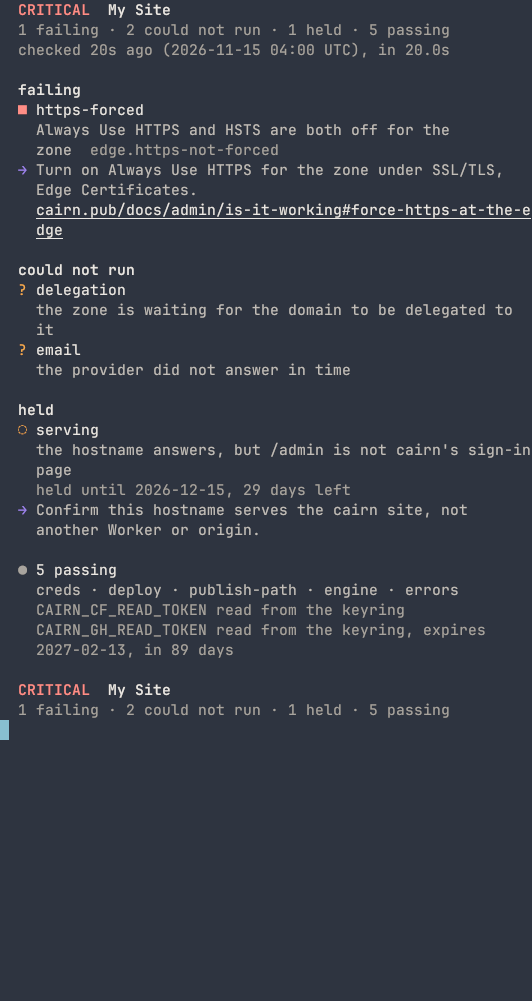 CRITICAL  My Site
1 failing · 2 could not run · 1 held · 5 passing
checked 20s ago (2026-11-15 04:00 UTC), in 20.0s

failing
■ https-forced
Always Use HTTPS and HSTS are both off for the
zone  edge.https-not-forced
→ Turn on Always Use HTTPS for the zone under SSL/TLS,
Edge Certificates.
cairn.pub/docs/admin/is-it-working#force-https-at-the-e
dge

could not run
? delegation
the zone is waiting for the domain to be delegated to
it
? email
the provider did not answer in time

held
◌ serving
the hostname answers, but /admin is not cairn's sign-in
page
held until 2026-12-15, 29 days left
→ Confirm this hostname serves the cairn site, not
another Worker or origin.

● 5 passing
creds · deploy · publish-path · engine · errors
CAIRN_CF_READ_TOKEN read from the keyring
CAIRN_GH_READ_TOKEN read from the keyring, expires
2027-02-13, in 89 days

CRITICAL  My Site
1 failing · 2 could not run · 1 held · 5 passing